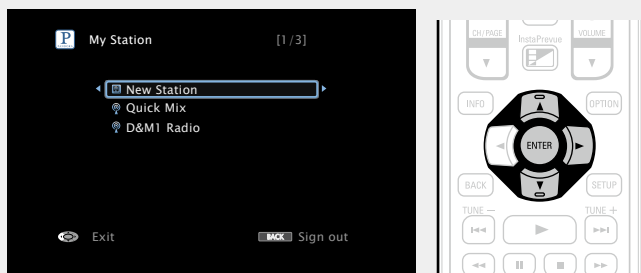 P My Station [1/3]
New Station
Quick Mix
D&M1 Radio
Exit BACK Sign out
CH/PAGE InstaPrevue VOLUME
INFO OPTION
ENTER
BACK SETUP
TUNE − TUNE +